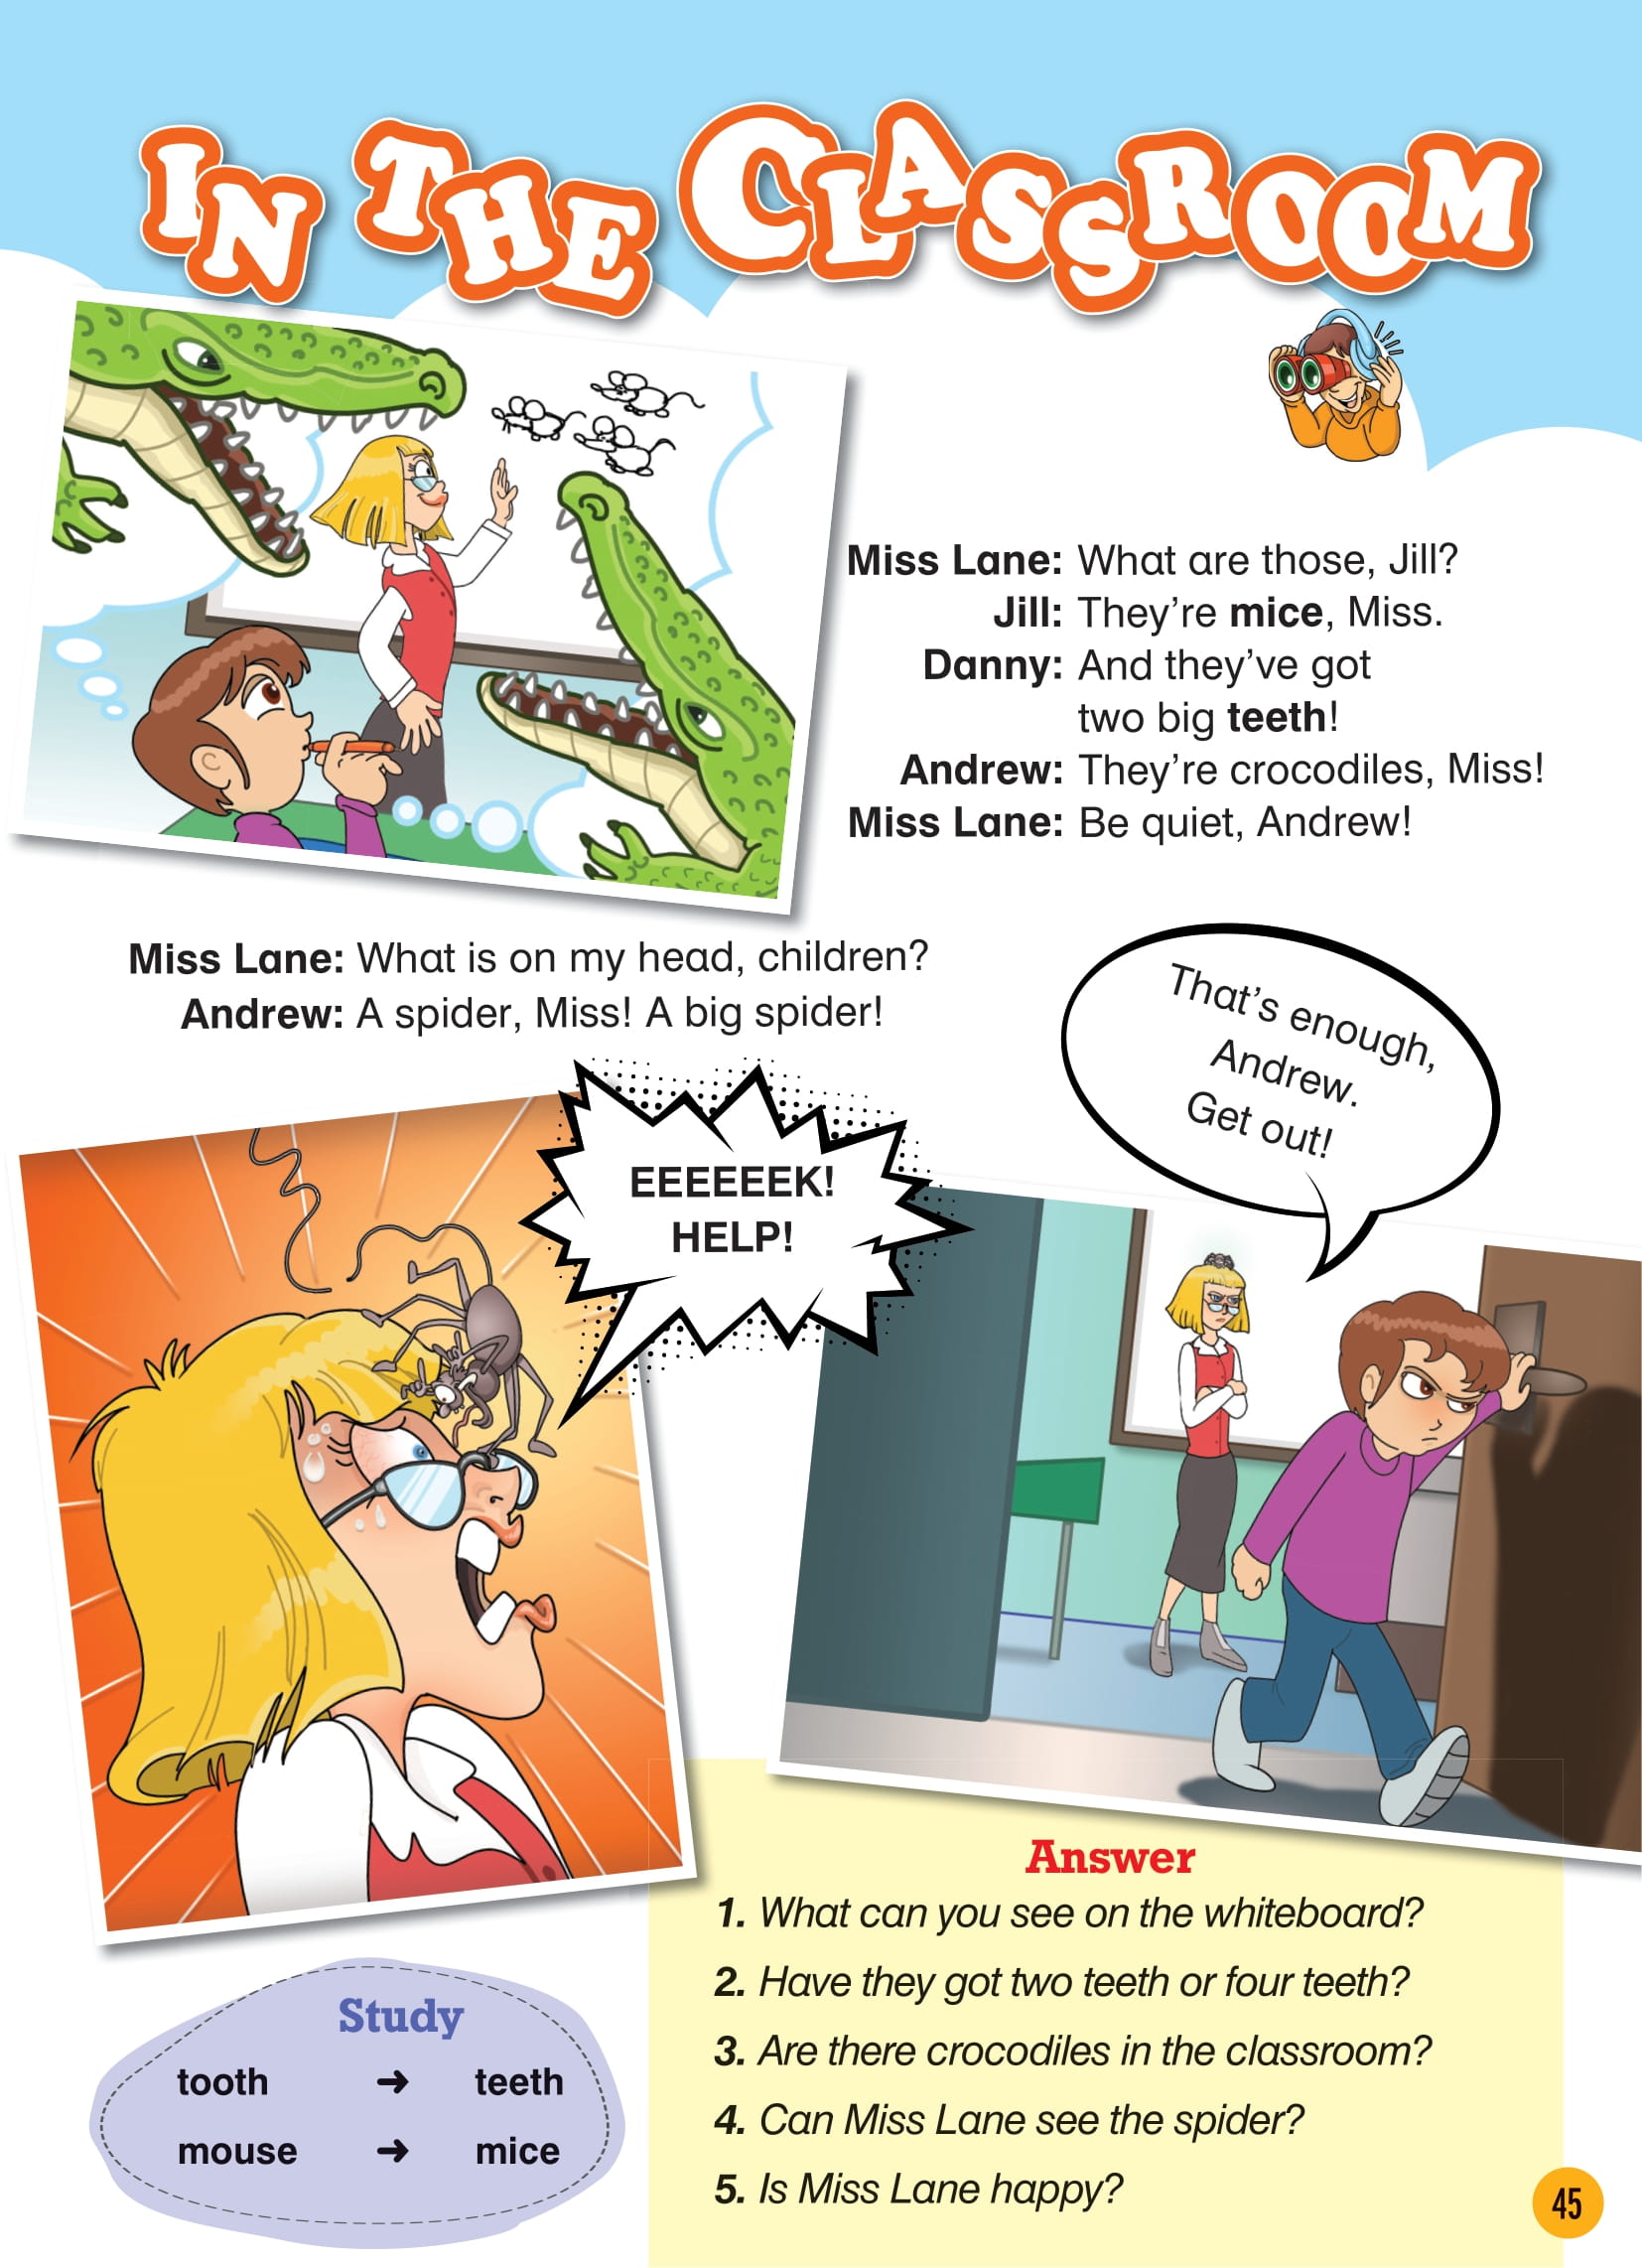 IN THE CLASSROOM
Miss Lane: What are those, Jill?
Jill: They're mice, Miss.
Danny: And they've got
two big teeth!
Andrew: They're crocodiles, Miss!
Miss Lane: Be quiet, Andrew!
Miss Lane: What is on my head, children?
Andrew: A spider, Miss! A big spider!
EEEEEEK!
HELP!
That's enough,
Andrew.
Get out!
Answer
1. What can you see on the whiteboard?
2. Have they got two teeth or four teeth?
3. Are there crocodiles in the classroom?
4. Can Miss Lane see the spider?
5. Is Miss Lane happy?
Study
tooth ➜ teeth
mouse ➜ mice
45